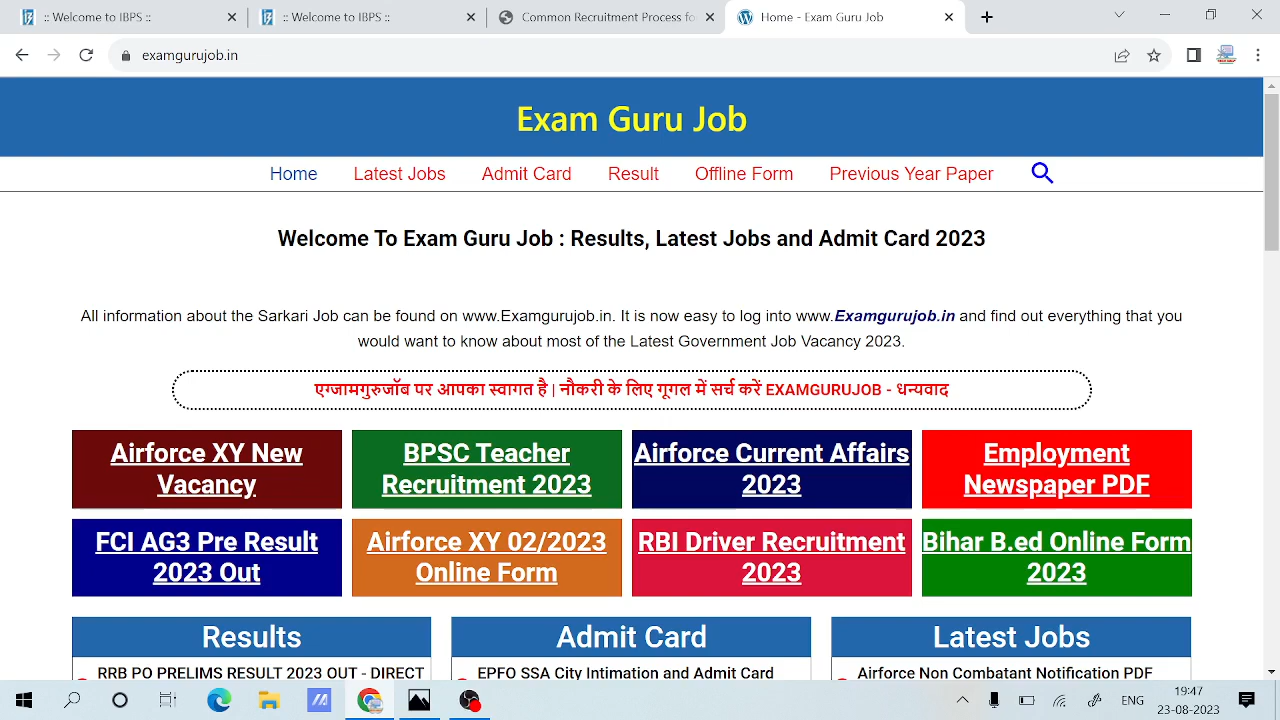 :: Welcome to IBPS ::
:: Welcome to IBPS ::
Common Recruitment Process fo
Home - Exam Guru Job
examgurujob.in
Exam Guru Job
Home
Latest Jobs
Admit Card
Result
Offline Form
Previous Year Paper
Welcome To Exam Guru Job : Results, Latest Jobs and Admit Card 2023
All information about the Sarkari Job can be found on www.Examgurujob.in. It is now easy to log into www.Examgurujob.in and find out everything that you
would want to know about most of the Latest Government Job Vacancy 2023.
एग्जामगुरुजॉब पर आपका स्वागत है | नौकरी के लिए गूगल में सर्च करें EXAMGURUJOB - धन्यवाद
Airforce XY New
Vacancy
BPSC Teacher
Recruitment 2023
Airforce Current Affairs
2023
Employment
Newspaper PDF
FCI AG3 Pre Result
2023 Out
Airforce XY 02/2023
Online Form
RBI Driver Recruitment
2023
Bihar B.ed Online Form
2023
Results
RRB PO PRELIMS RESULT 2023 OUT - DIRECT
Admit Card
EPFO SSA City Intimation and Admit Card
Latest Jobs
Airforce Non Combatant Notification PDF
ENG
19:47
23-08-2023